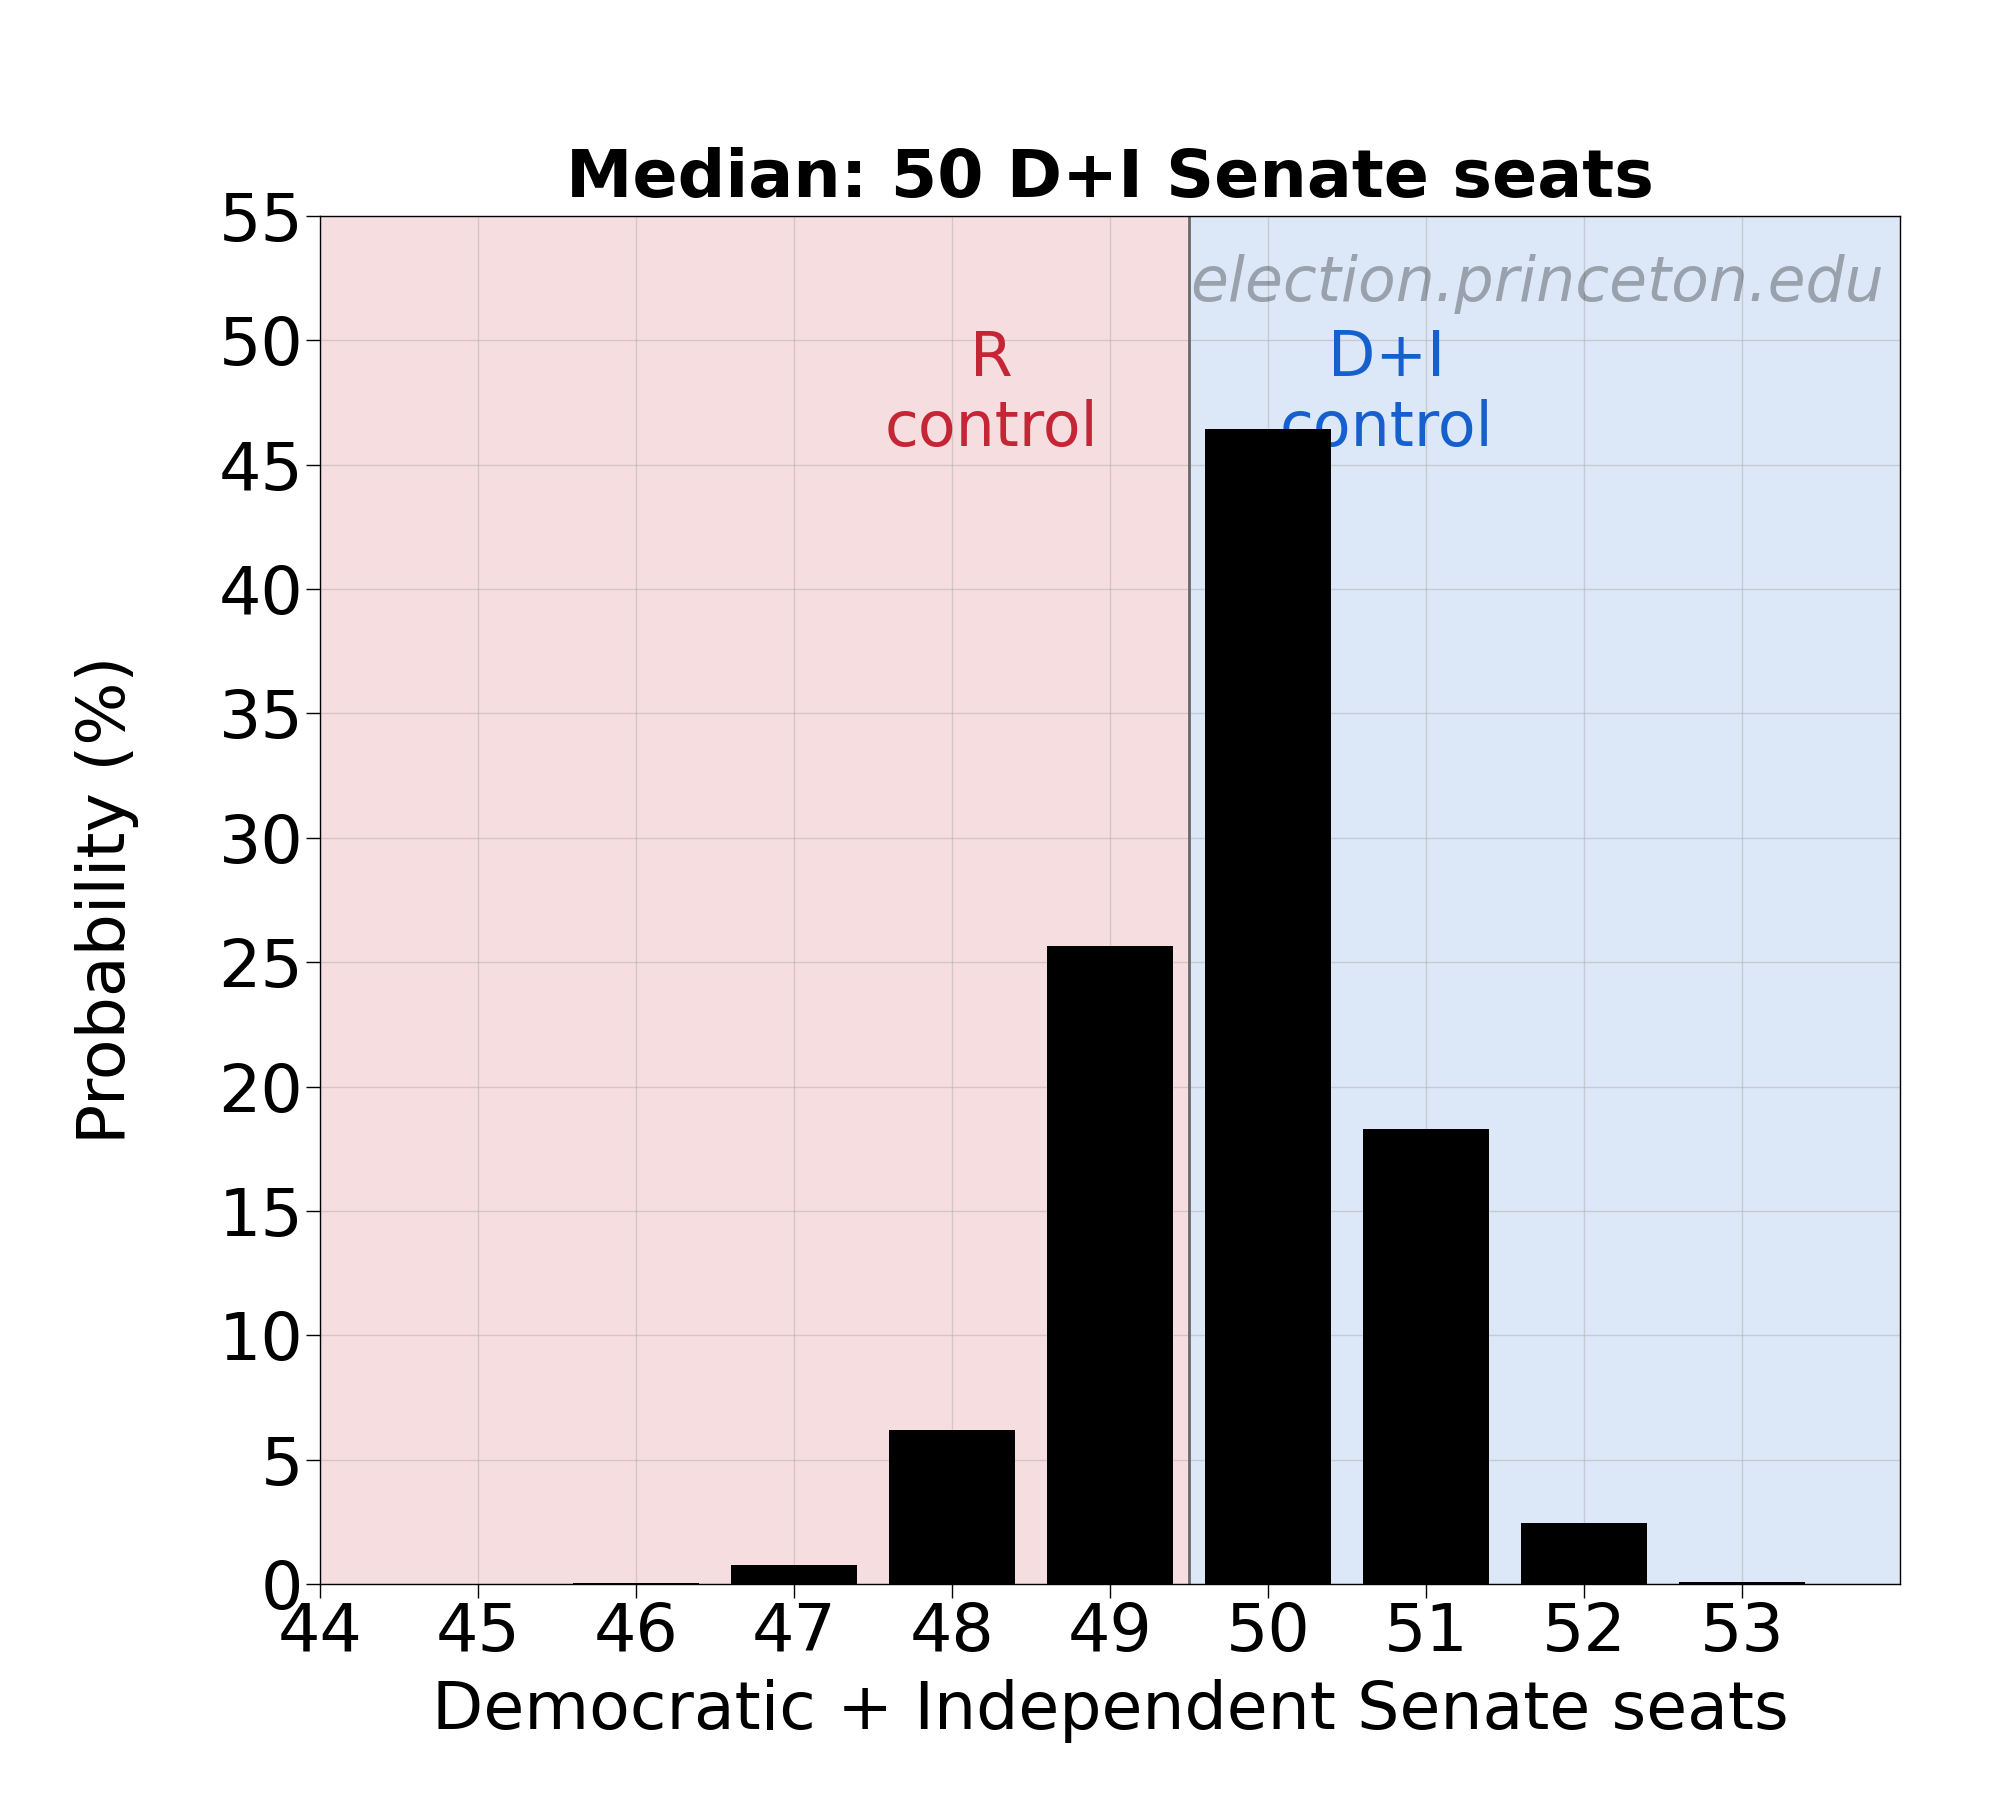 Median: 50 D+I Senate seats
election.princeton.edu
R
control
D+I
control
55
50
45
40
35
30
25
20
15
10
5
0
Probability (%)
44 45 46 47 48 49 50 51 52 53
Democratic + Independent Senate seats